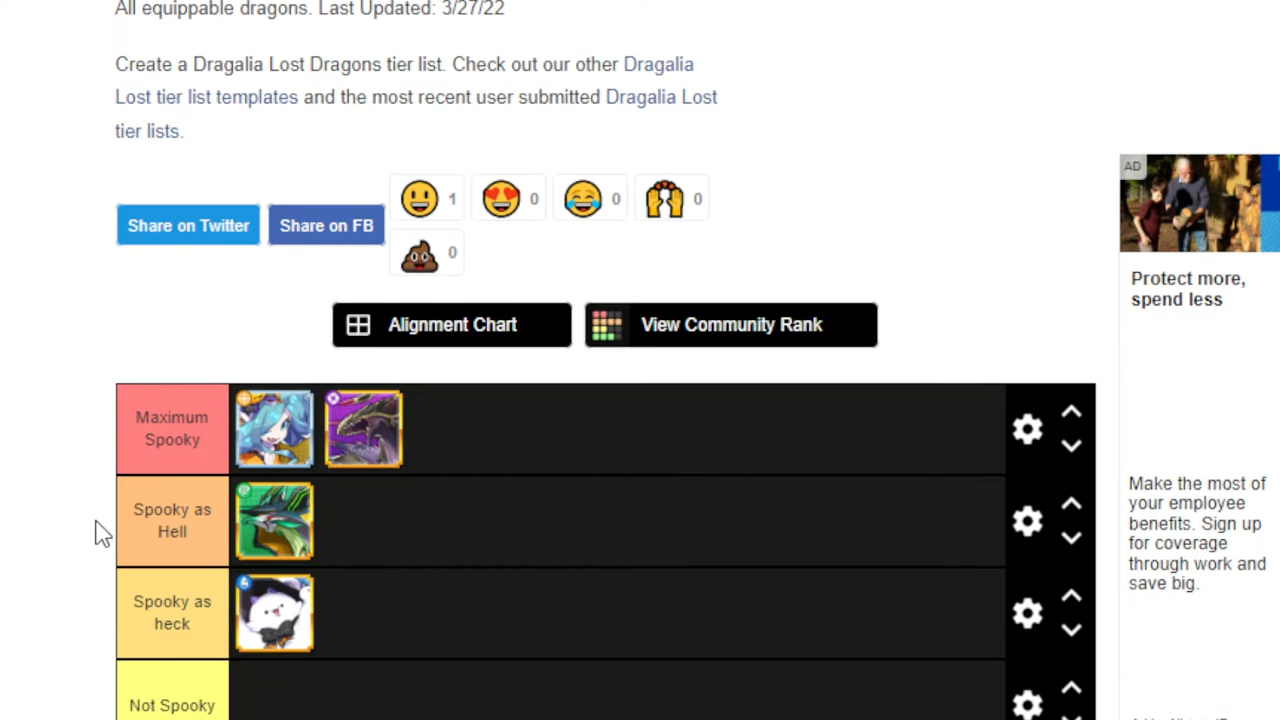 All equippable dragons. Last Updated: 3/27/22
Create a Dragalia Lost Dragons tier list. Check out our other Dragalia
Lost tier list templates and the most recent user submitted Dragalia Lost
tier lists.
Share on Twitter
Share on FB
1
0
0
0
0
Alignment Chart
View Community Rank
Maximum
Spooky
Spooky as
Hell
Spooky as
heck
Not Spooky
AD
Protect more,
spend less
Make the most of
your employee
benefits. Sign up
for coverage
through work and
save big.